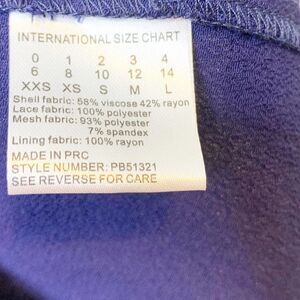 INTERNATIONAL SIZE CHART
0 1 2 3 4
6 8 10 12 14
XXS XS S M L
Shell fabric: 58% viscose 42% rayon
Lace fabric: 100% polyester
Mesh fabric: 93% polyester
7% spandex
Lining fabric: 100% rayon
MADE IN PRC
STYLE NUMBER: PB51321
SEE REVERSE FOR CARE